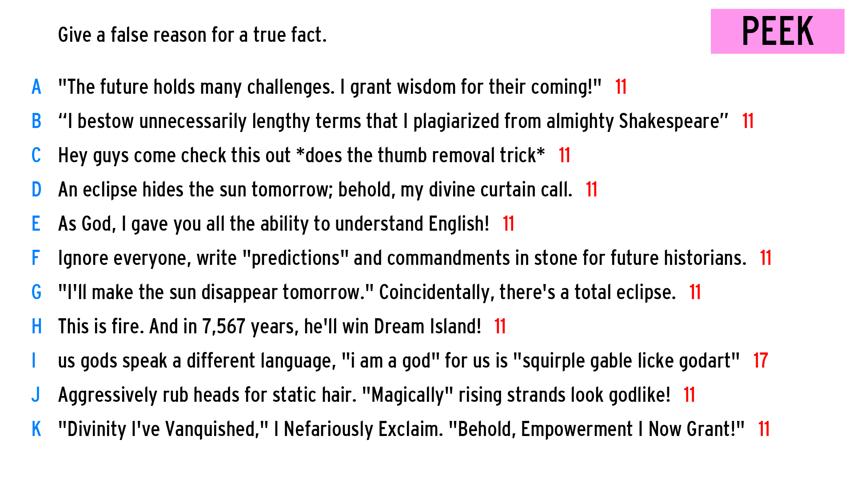 Give a false reason for a true fact.
PEEK
A "The future holds many challenges. I grant wisdom for their coming!" 11
B “I bestow unnecessarily lengthy terms that I plagiarized from almighty Shakespeare” 11
C Hey guys come check this out *does the thumb removal trick* 11
D An eclipse hides the sun tomorrow; behold, my divine curtain call. 11
E As God, I gave you all the ability to understand English! 11
F Ignore everyone, write "predictions" and commandments in stone for future historians. 11
G "I'll make the sun disappear tomorrow." Coincidentally, there's a total eclipse. 11
H This is fire. And in 7,567 years, he'll win Dream Island! 11
I us gods speak a different language, "i am a god" for us is "squirple gable licke godart" 17
J Aggressively rub heads for static hair. "Magically" rising strands look godlike! 11
K "Divinity I've Vanquished," I Nefariously Exclaim. "Behold, Empowerment I Now Grant!" 11